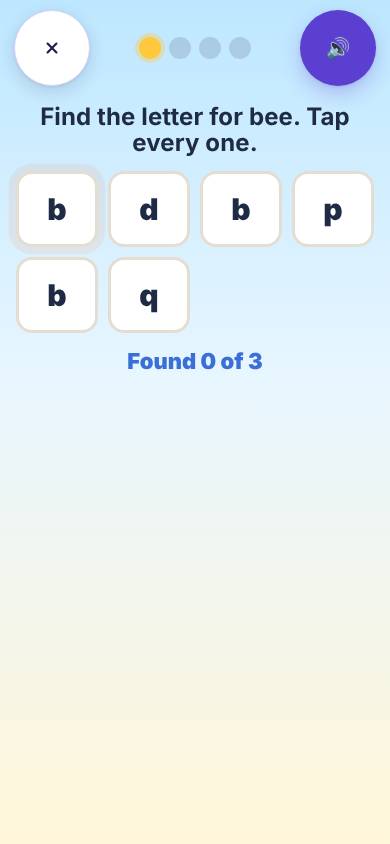 Find the letter for bee. Tap
every one.
b d b p
b q
Found 0 of 3